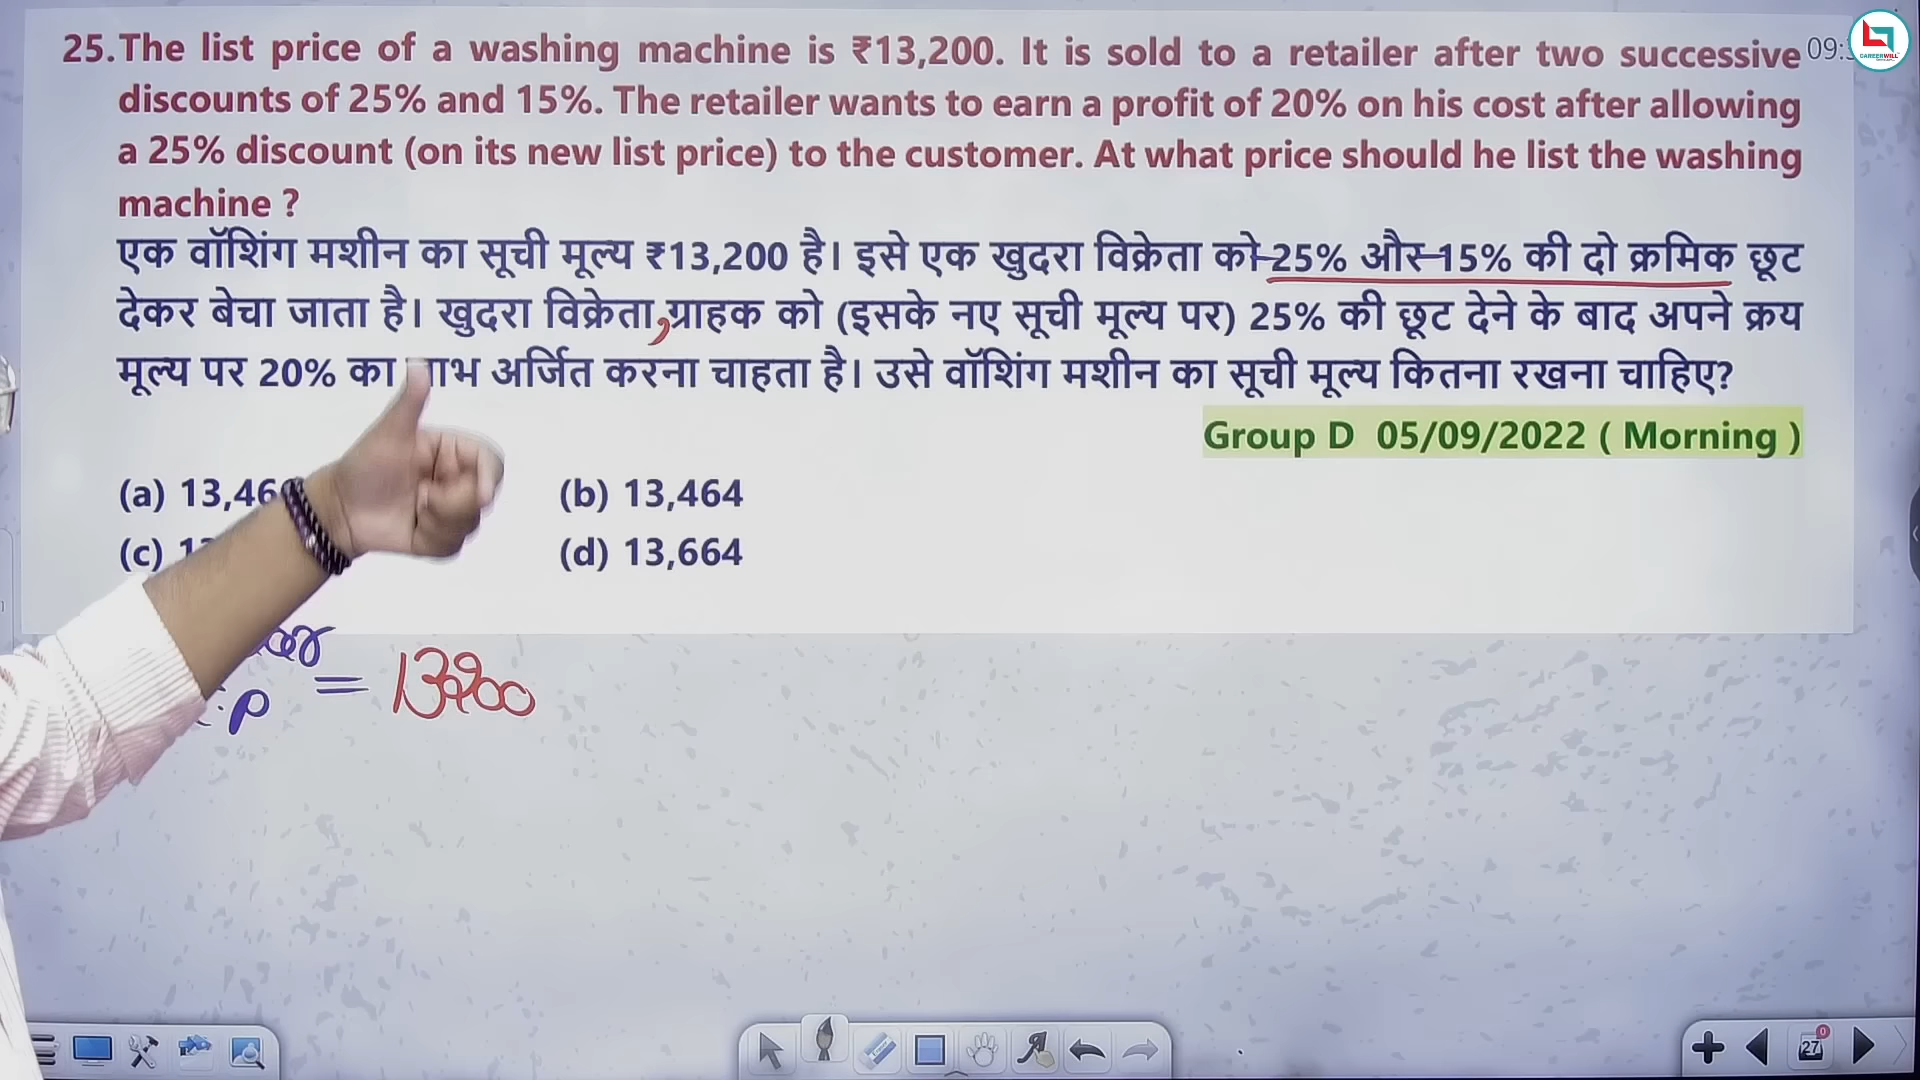 25. The list price of a washing machine is ₹13,200. It is sold to a retailer after two successive
09:
CAREERWILL
discounts of 25% and 15%. The retailer wants to earn a profit of 20% on his cost after allowing
a 25% discount (on its new list price) to the customer. At what price should he list the washing
machine ?
एक वॉशिंग मशीन का सूची मूल्य ₹13,200 है। इसे एक खुदरा विक्रेता को 25% और 15% की दो क्रमिक छूट
देकर बेचा जाता है। खुदरा विक्रेता,ग्राहक को (इसके नए सूची मूल्य पर) 25% की छूट देने के बाद अपने क्रय
मूल्य पर 20% का अर्जित करना चाहता है। उसे वॉशिंग मशीन का सूची मूल्य कितना रखना चाहिए?
Group D 05/09/2022 ( Morning )
(a) 13,46
(b) 13,464
(c)
(d) 13,664
P = 13200
27
0